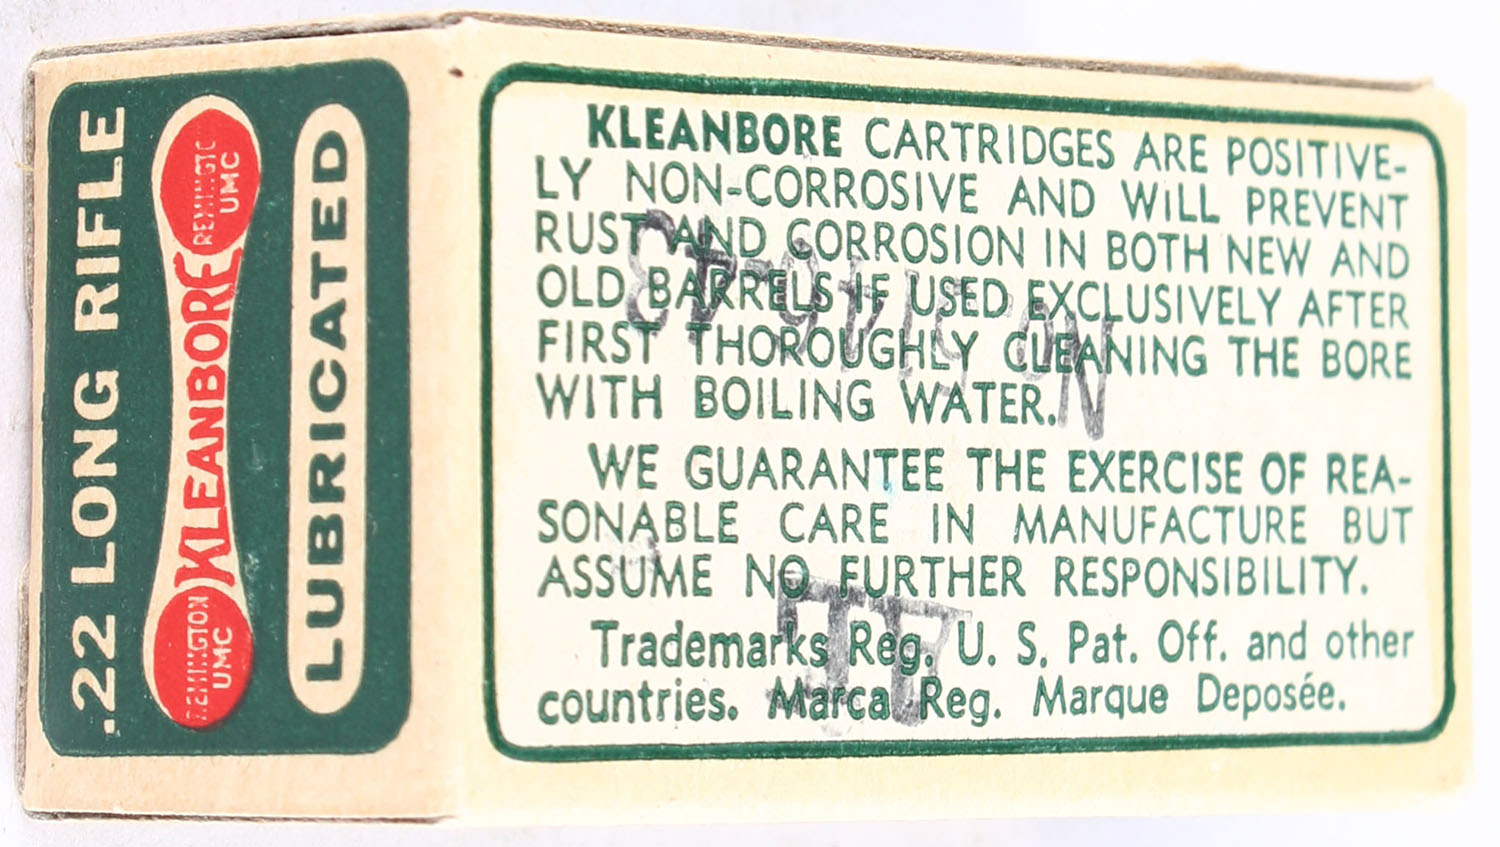 .22 LONG RIFLE
REMINGTON
UMC
KLEANBORE
REMINGTO
UMC
LUBRICATED
KLEANBORE CARTRIDGES ARE POSITIVE-
LY NON-CORROSIVE AND WILL PREVENT
RUST AND CORROSION IN BOTH NEW AND
OLD BARRELS IF USED EXCLUSIVELY AFTER
FIRST THOROUGHLY CLEANING THE BORE
WITH BOILING WATER.
WE GUARANTEE THE EXERCISE OF REA-
SONABLE CARE IN MANUFACTURE BUT
ASSUME NO FURTHER RESPONSIBILITY.
Trademarks Reg. U. S. Pat. Off. and other
countries. Marca Reg. Marque Deposée.